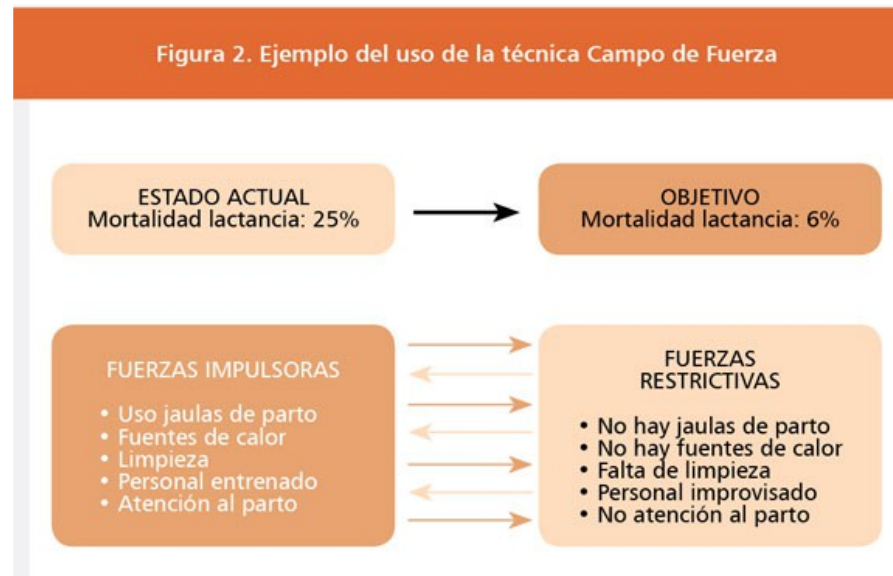 Figura 2. Ejemplo del uso de la técnica Campo de Fuerza
ESTADO ACTUAL
Mortalidad lactancia: 25%
OBJETIVO
Mortalidad lactancia: 6%
FUERZAS IMPULSORAS
• Uso jaulas de parto
• Fuentes de calor
• Limpieza
• Personal entrenado
• Atención al parto
FUERZAS
RESTRICTIVAS
• No hay jaulas de parto
• No hay fuentes de calor
• Falta de limpieza
• Personal improvisado
• No atención al parto